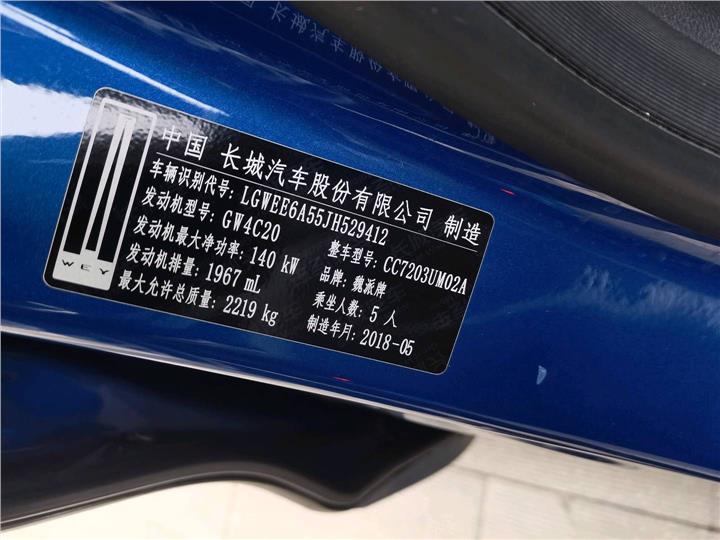 WEY
中国 长城汽车股份有限公司 制造
车辆识别代号: LGWEE6A55JH529412
发动机型号: GW4C20
整车型号: CC7203UM02A
发动机最大净功率: 140 kW
品牌: 魏派牌
发动机排量: 1967 mL
乘坐人数: 5 人
最大允许总质量: 2219 kg
制造年月: 2018-05